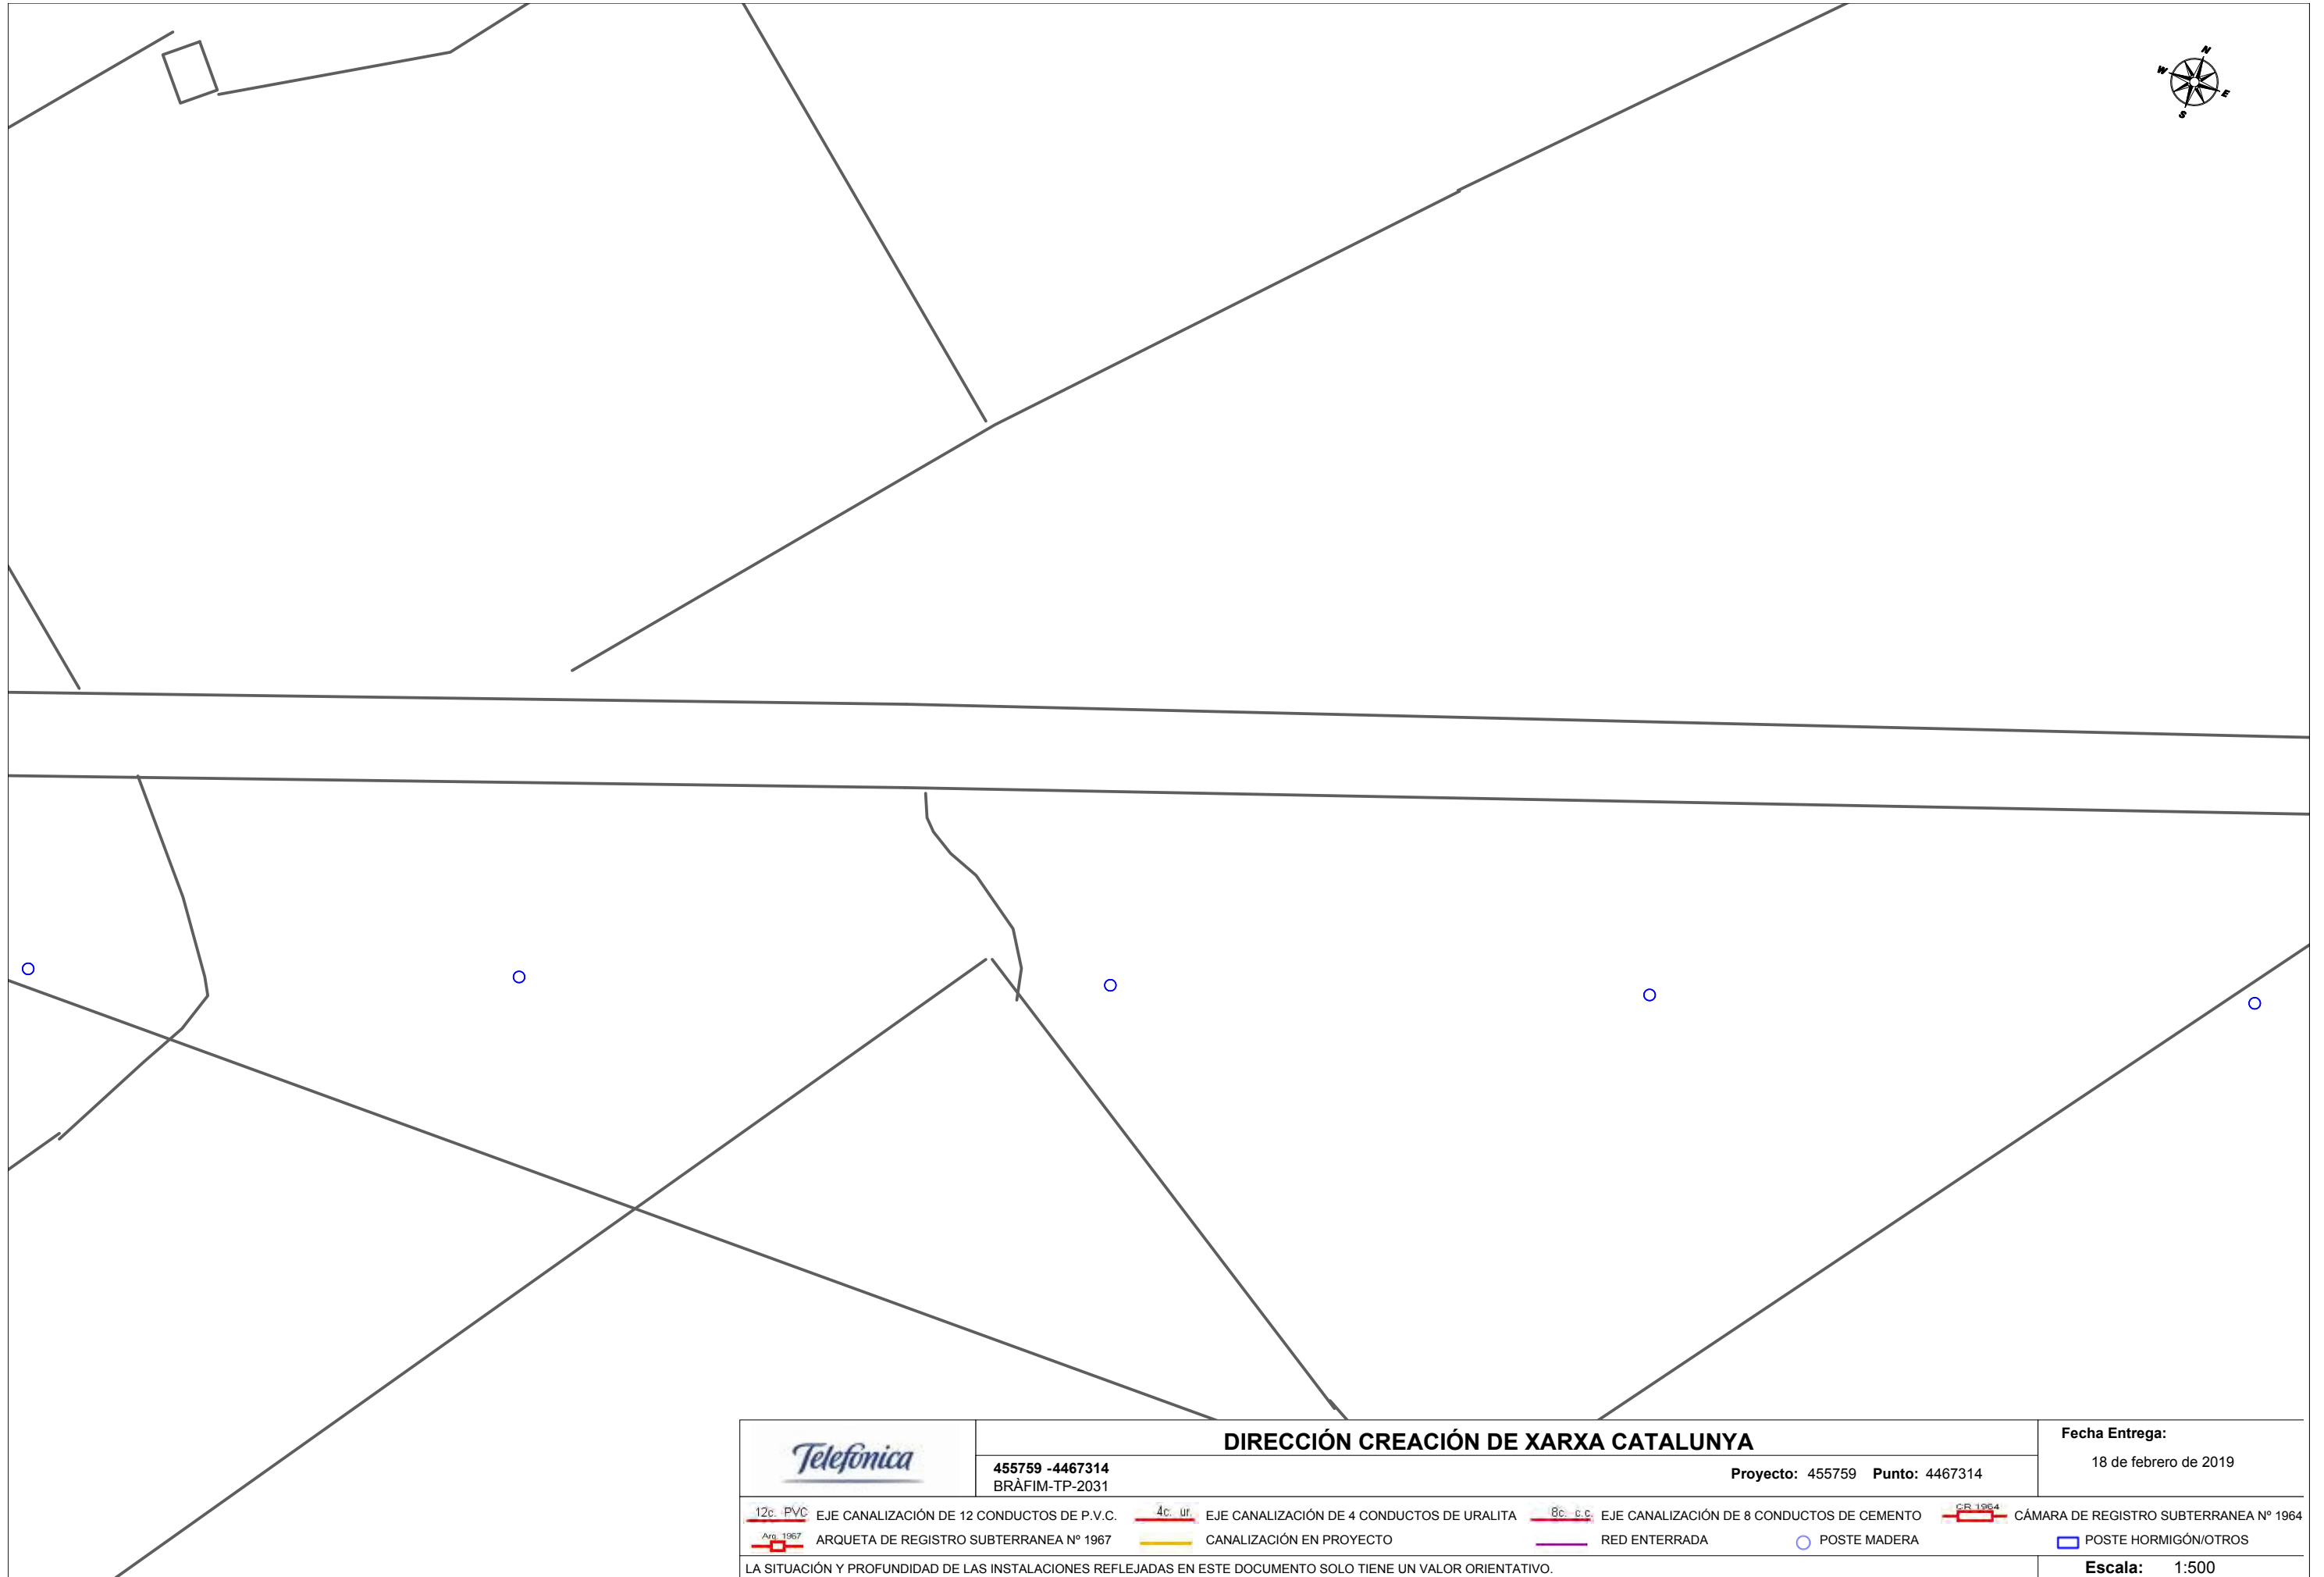 N
W
E
S
Telefonica
DIRECCIÓN CREACIÓN DE XARXA CATALUNYA
Fecha Entrega:
18 de febrero de 2019
455759 -4467314
BRÀFIM-TP-2031
Proyecto: 455759 Punto: 4467314
12c. PVC EJE CANALIZACIÓN DE 12 CONDUCTOS DE P.V.C. 4c. ur. EJE CANALIZACIÓN DE 4 CONDUCTOS DE URALITA 8c. c.c. EJE CANALIZACIÓN DE 8 CONDUCTOS DE CEMENTO CR 1964 CÁMARA DE REGISTRO SUBTERRANEA Nº 1964
Arq. 1967 ARQUETA DE REGISTRO SUBTERRANEA Nº 1967 CANALIZACIÓN EN PROYECTO RED ENTERRADA POSTE MADERA POSTE HORMIGÓN/OTROS
LA SITUACIÓN Y PROFUNDIDAD DE LAS INSTALACIONES REFLEJADAS EN ESTE DOCUMENTO SOLO TIENE UN VALOR ORIENTATIVO.
Escala: 1:500